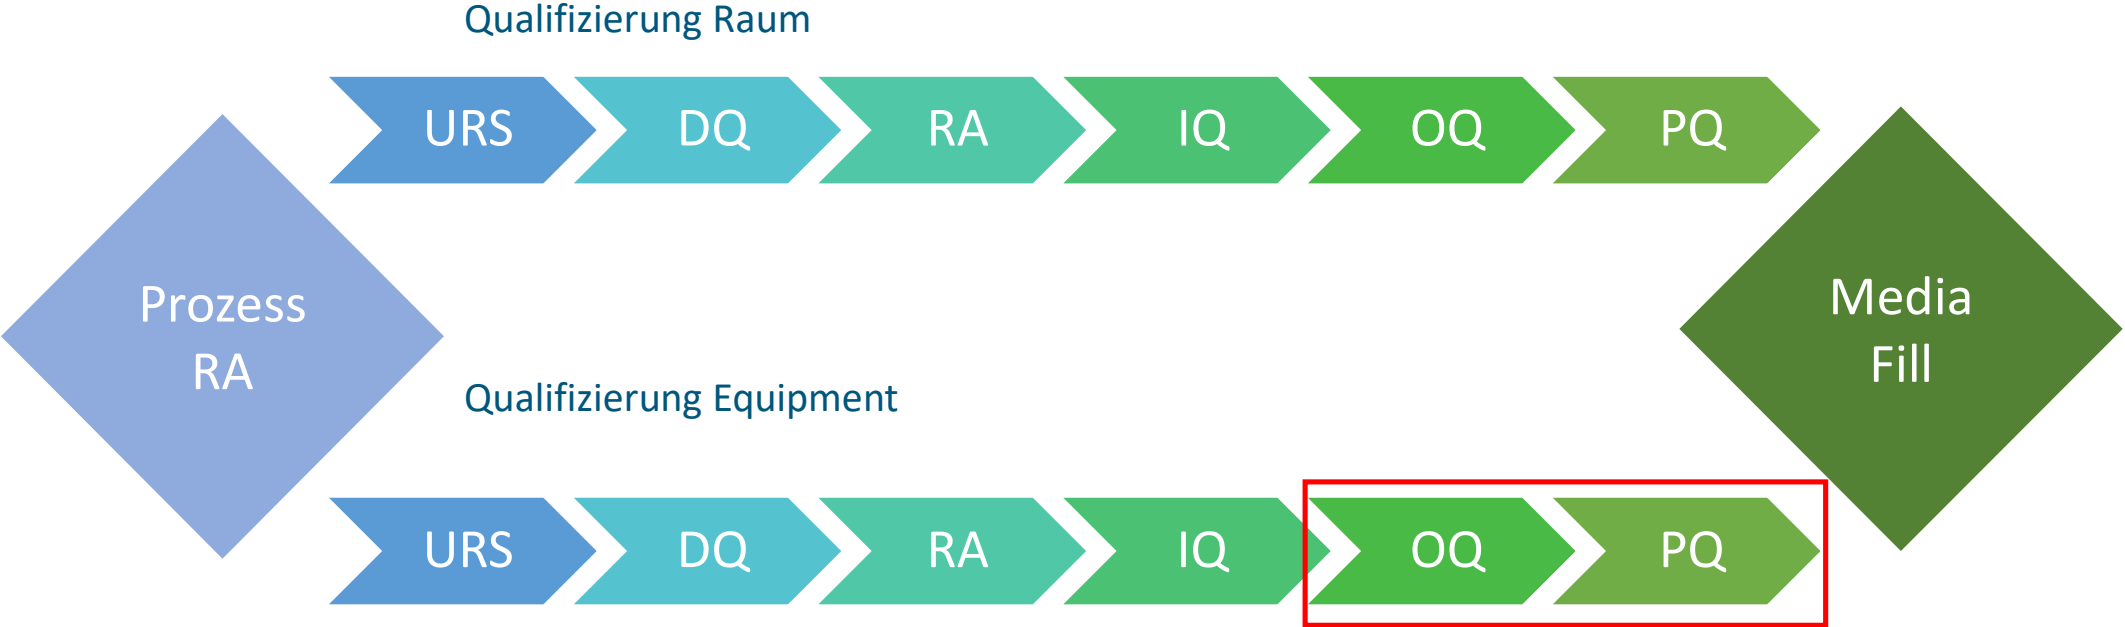 Qualifizierung Raum
URS
DQ
RA
IQ
OQ
PQ
Prozess
RA
Media
Fill
Qualifizierung Equipment
URS
DQ
RA
IQ
OQ
PQ